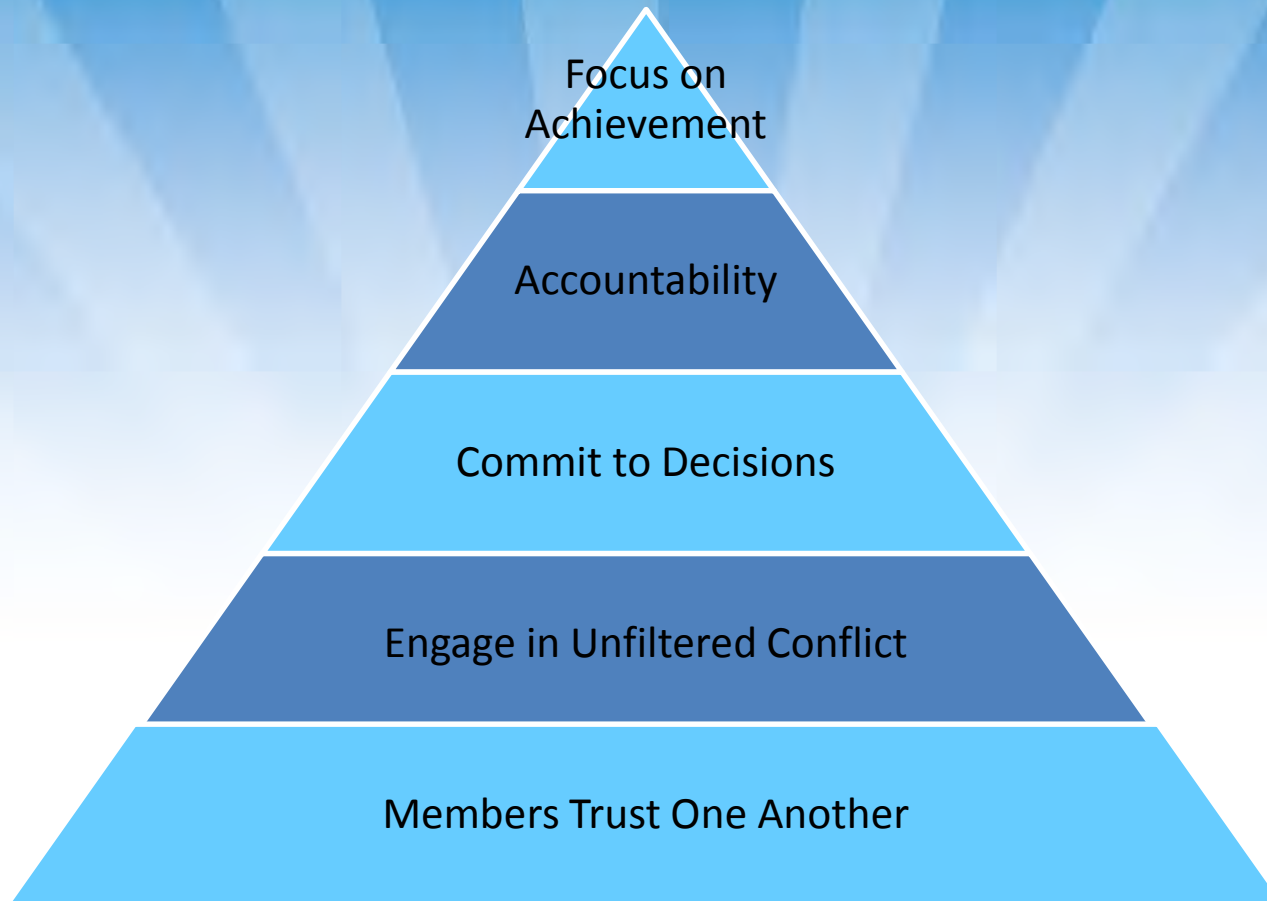 Focus on
Achievement
Accountability
Commit to Decisions
Engage in Unfiltered Conflict
Members Trust One Another